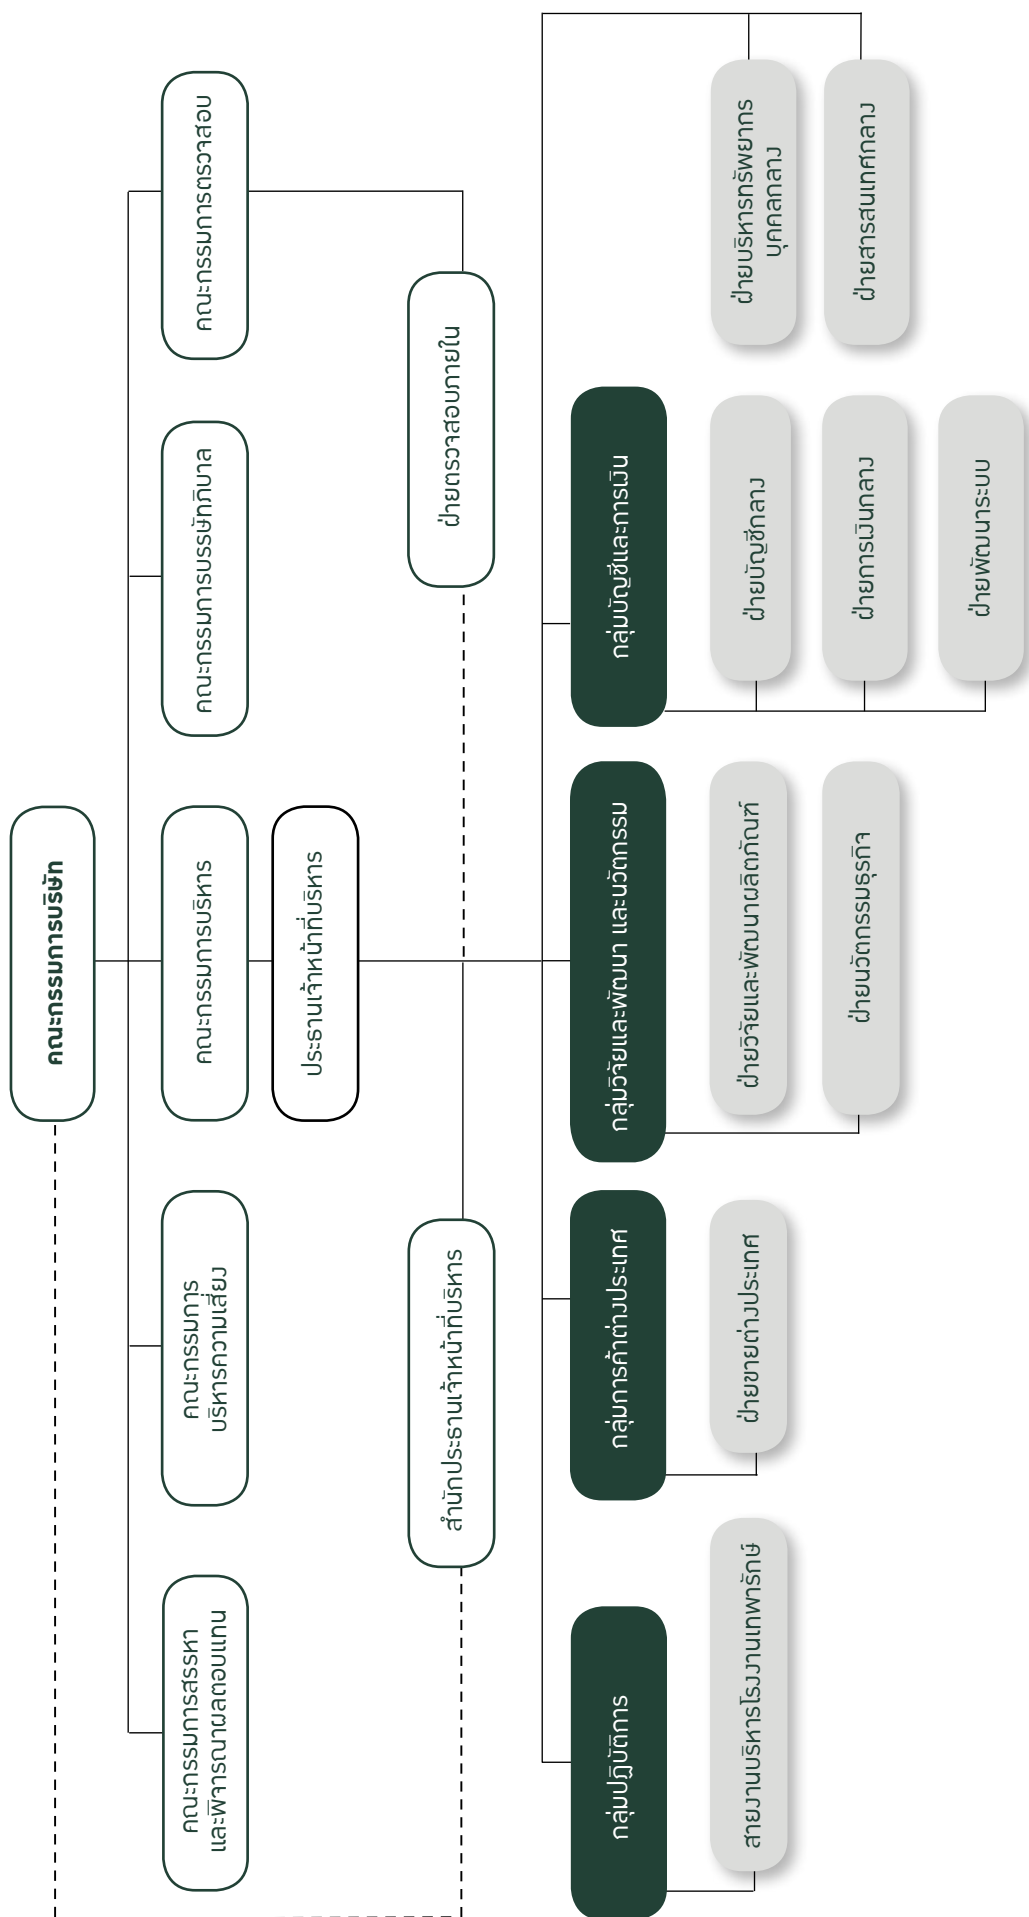 คณะกรรมการบริษัท
คณะกรรมการสรรหา
และพิจารณาผลตอบแทน
คณะกรรมการ
บริหารความเสี่ยง
คณะกรรมการบริหาร
คณะกรรมการบรรษัทภิบาล
คณะกรรมการตรวจสอบ
ประธานเจ้าหน้าที่บริหาร
สำนักประธานเจ้าหน้าที่บริหาร
ฝ่ายตรวจสอบภายใน
กลุ่มปฏิบัติการ
กลุ่มการค้าต่างประเทศ
กลุ่มวิจัยและพัฒนา และนวัตกรรม
กลุ่มบัญชีและการเงิน
สายงานบริหารโรงงานเทพารักษ์
ฝ่ายขายต่างประเทศ
ฝ่ายวิจัยและพัฒนาผลิตภัณฑ์
ฝ่ายนวัตกรรมธุรกิจ
ฝ่ายบัญชีกลาง
ฝ่ายการเงินกลาง
ฝ่ายพัฒนาระบบ
ฝ่ายบริหารทรัพยากร
บุคคลกลาง
ฝ่ายสารสนเทศกลาง